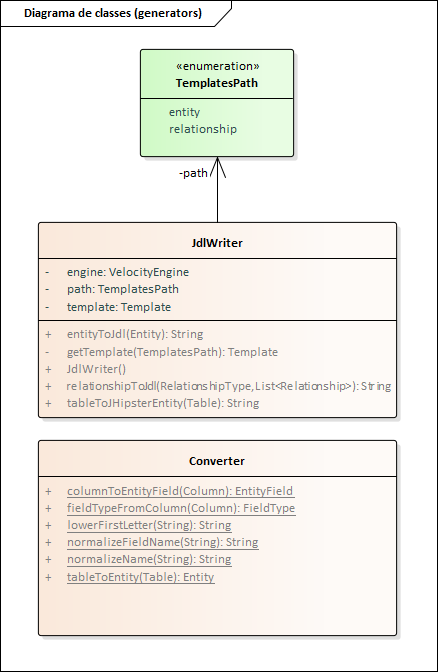 Diagrama de classes (generators)
«enumeration»
TemplatesPath
entity
relationship
-path
JdlWriter
- engine: VelocityEngine
- path: TemplatesPath
- template: Template
+ entityToJdl(Entity): String
- getTemplate(TemplatesPath): Template
+ JdlWriter()
+ relationshipToJdl(RelationshipType,List<Relationship>): String
+ tableToJHipsterEntity(Table): String
Converter
+ columnToEntityField(Column): EntityField
+ fieldTypeFromColumn(Column): FieldType
+ lowerFirstLetter(String): String
+ normalizeFieldName(String): String
+ normalizeName(String): String
+ tableToEntity(Table): Entity